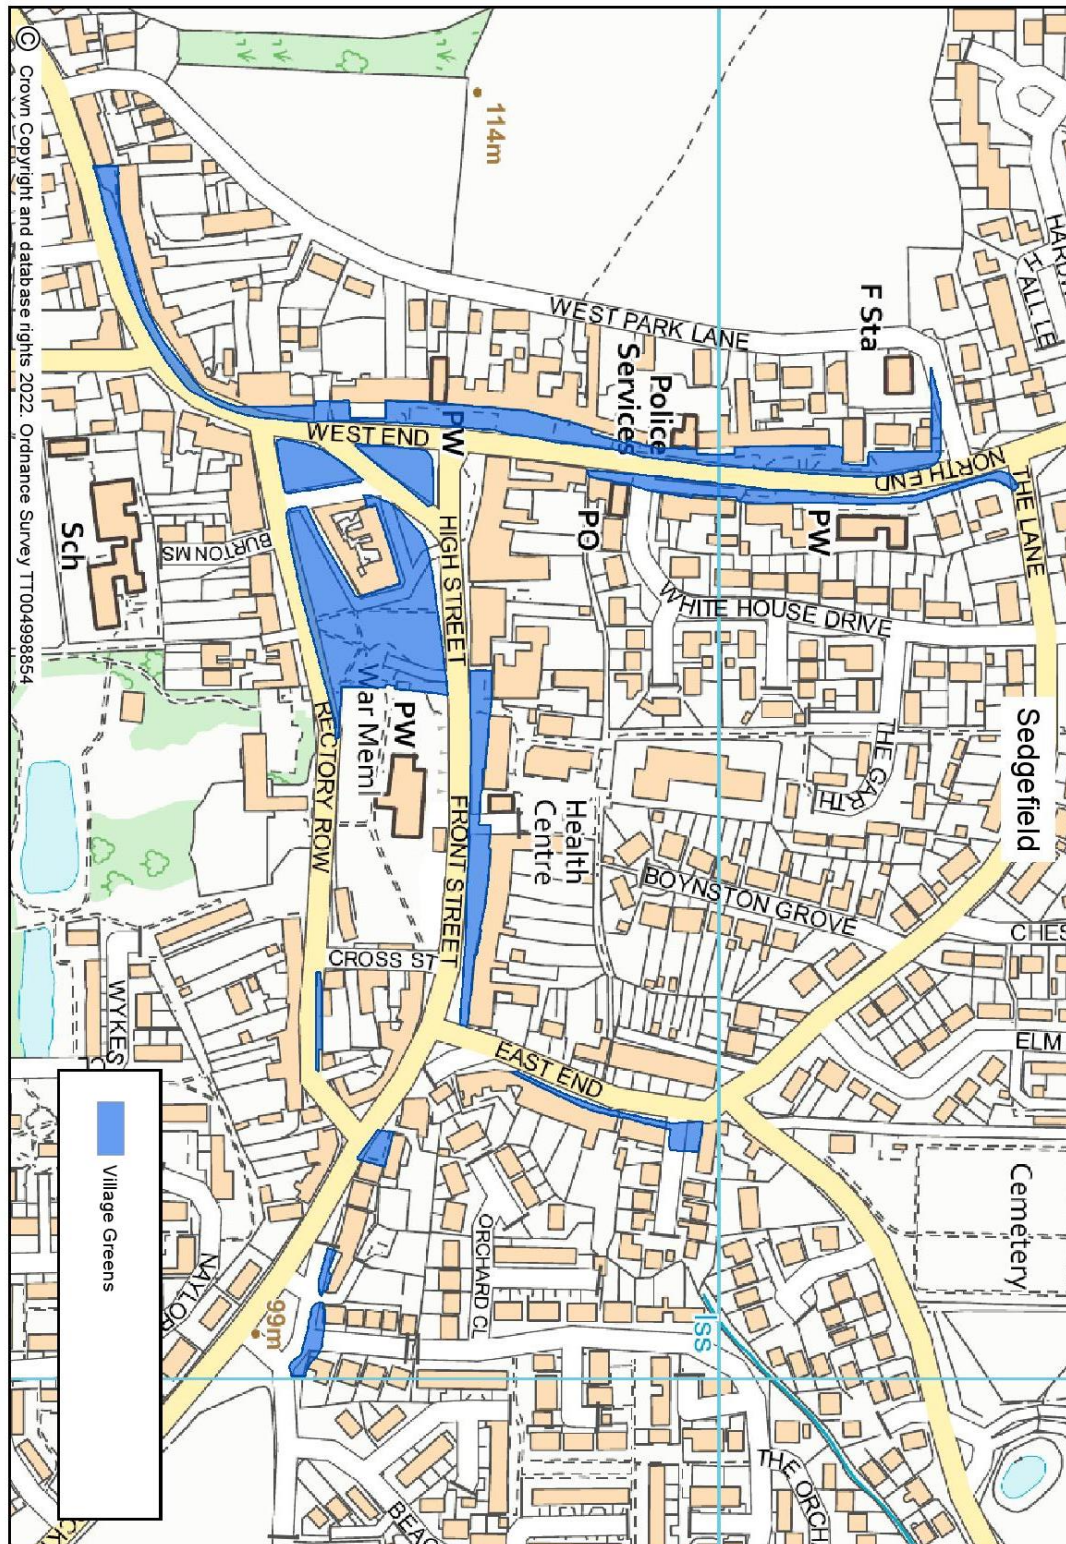 © Crown Copyright and database rights 2022. Ordnance Survey TT00498854
114m
WEST PARK LANE
F Sta
Police
Services
PW
WEST END
NORTH END
THE LANE
PW
PO
HIGH STREET
WHITE HOUSE DRIVE
BURTON MS
Sch
War Mem
PW
RECTORY ROW
FRONT STREET
Health
Centre
THE GARTH
Sedgefield
BOYNSTON GROVE
CHES
CROSS ST
WYKES
EAST END
ELM
Cemetery
ORCHARD CL
NAYLOR
99m
Iss
THE ORCH
BEAC
Village Greens